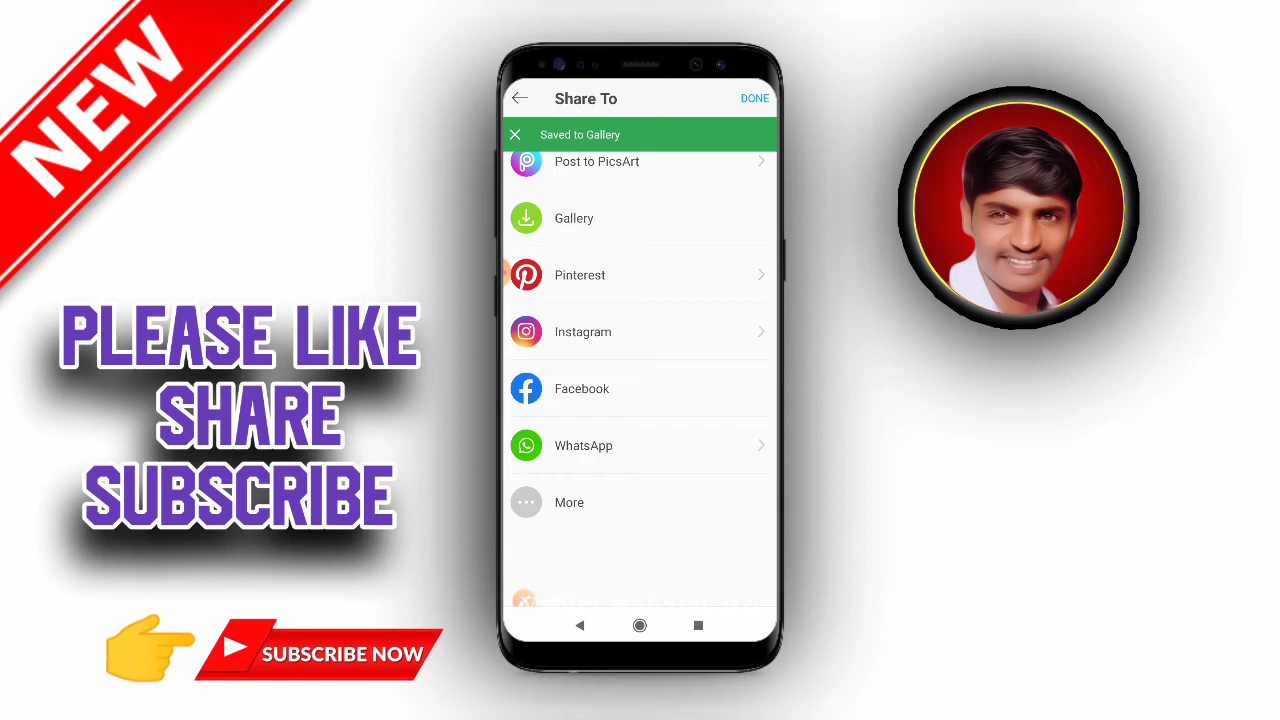 NEW
Share To
DONE
Saved to Gallery
Post to PicsArt
Gallery
Pinterest
Instagram
Facebook
WhatsApp
More
PLEASE LIKE
SHARE
SUBSCRIBE
SUBSCRIBE NOW